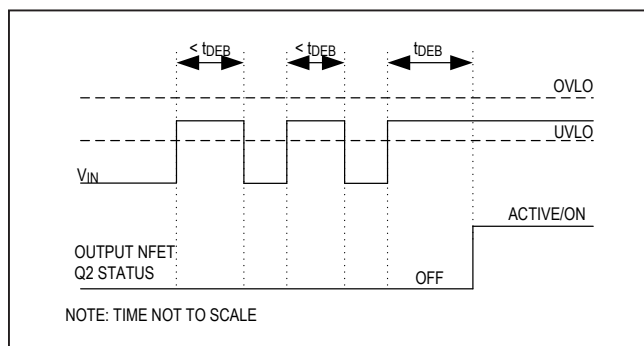 < tDEB < tDEB tDEB
OVLO
UVLO
VIN
ACTIVE/ON
OUTPUT NFET
Q2 STATUS
OFF
NOTE: TIME NOT TO SCALE